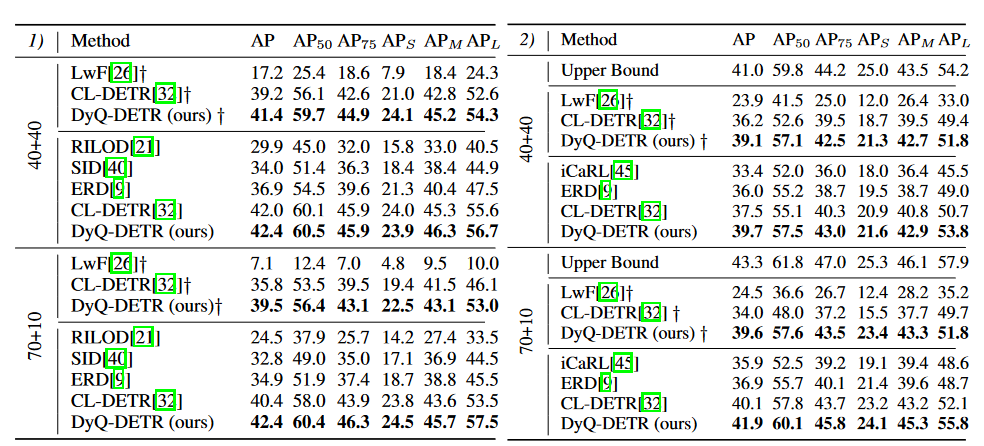 1) Method AP AP50 AP75 APS APM APL
40+40
LwF[26]† 17.2 25.4 18.6 7.9 18.4 24.3
CL-DETR[32]† 39.2 56.1 42.6 21.0 42.8 52.6
DyQ-DETR (ours) † 41.4 59.7 44.9 24.1 45.2 54.3
RILOD[21] 29.9 45.0 32.0 15.8 33.0 40.5
SID[40] 34.0 51.4 36.3 18.4 38.4 44.9
ERD[9] 36.9 54.5 39.6 21.3 40.4 47.5
CL-DETR[32] 42.0 60.1 45.9 24.0 45.3 55.6
DyQ-DETR (ours) 42.4 60.5 45.9 23.9 46.3 56.7
70+10
LwF[26]† 7.1 12.4 7.0 4.8 9.5 10.0
CL-DETR[32]† 35.8 53.5 39.5 19.4 41.5 46.1
DyQ-DETR (ours)† 39.5 56.4 43.1 22.5 43.1 53.0
RILOD[21] 24.5 37.9 25.7 14.2 27.4 33.5
SID[40] 32.8 49.0 35.0 17.1 36.9 44.5
ERD[9] 34.9 51.9 37.4 18.7 38.8 45.5
CL-DETR[32] 40.4 58.0 43.9 23.8 43.6 53.5
DyQ-DETR (ours) 42.4 60.4 46.3 24.5 45.7 57.5
2) Method AP AP50 AP75 APS APM APL
40+40
Upper Bound 41.0 59.8 44.2 25.0 43.5 54.2
LwF[26]† 23.9 41.5 25.0 12.0 26.4 33.0
CL-DETR[32]† 36.2 52.6 39.5 18.7 39.5 49.4
DyQ-DETR (ours) † 39.1 57.1 42.5 21.3 42.7 51.8
iCaRL[45] 33.4 52.0 36.0 18.0 36.4 45.5
ERD[9] 36.0 55.2 38.7 19.5 38.7 49.0
CL-DETR[32] 37.5 55.1 40.3 20.9 40.8 50.7
DyQ-DETR (ours) 39.7 57.5 43.0 21.6 42.9 53.8
70+10
Upper Bound 43.3 61.8 47.0 25.3 46.1 57.9
LwF[26]† 24.5 36.6 26.7 12.4 28.2 35.2
CL-DETR[32] † 34.0 48.0 37.2 15.5 37.7 49.7
DyQ-DETR (ours) † 39.6 57.6 43.5 23.4 43.3 51.8
iCaRL[45] 35.9 52.5 39.2 19.1 39.4 48.6
ERD[9] 36.9 55.7 40.1 21.4 39.6 48.7
CL-DETR[32] 40.1 57.8 43.7 23.2 43.2 52.1
DyQ-DETR (ours) 41.9 60.1 45.8 24.1 45.3 55.8